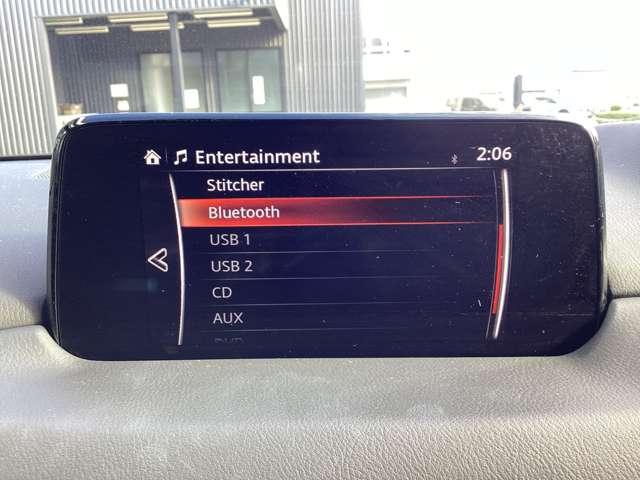 Entertainment 2:06
Stitcher
Bluetooth
USB 1
USB 2
CD
AUX